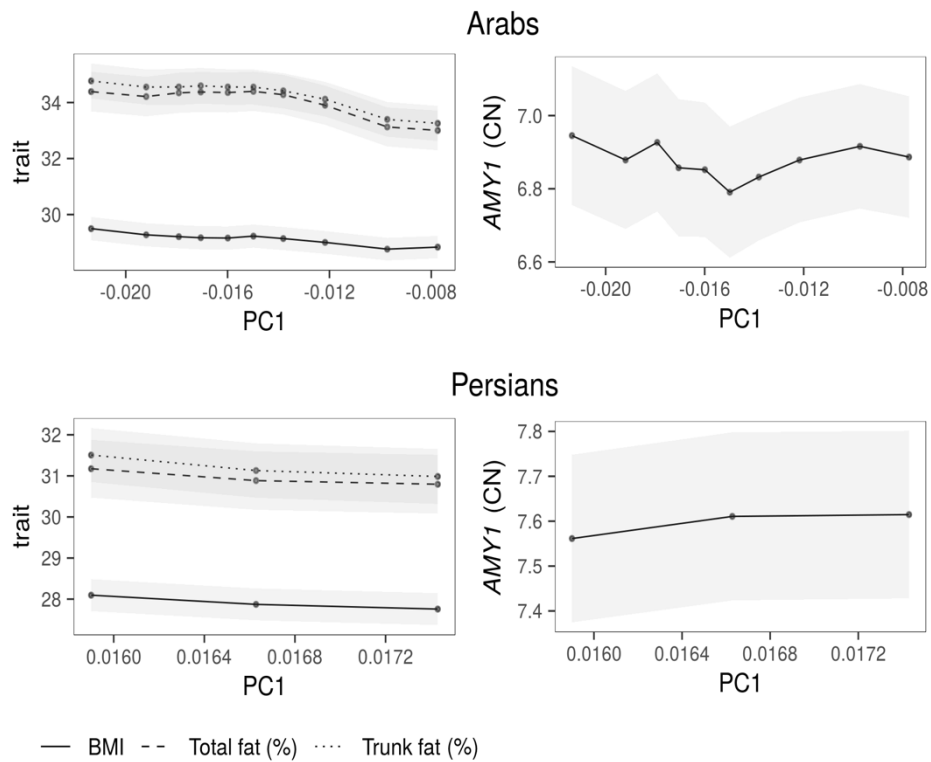 Arabs
trait
34
32
30
-0.020 -0.016 -0.012 -0.008
PC1
AMY1 (CN)
7.0
6.8
6.6
-0.020 -0.016 -0.012 -0.008
PC1
Persians
trait
32
31
30
29
28
0.0160 0.0164 0.0168 0.0172
PC1
AMY1 (CN)
7.8
7.7
7.6
7.5
7.4
0.0160 0.0164 0.0168 0.0172
PC1
BMI Total fat (%) Trunk fat (%)